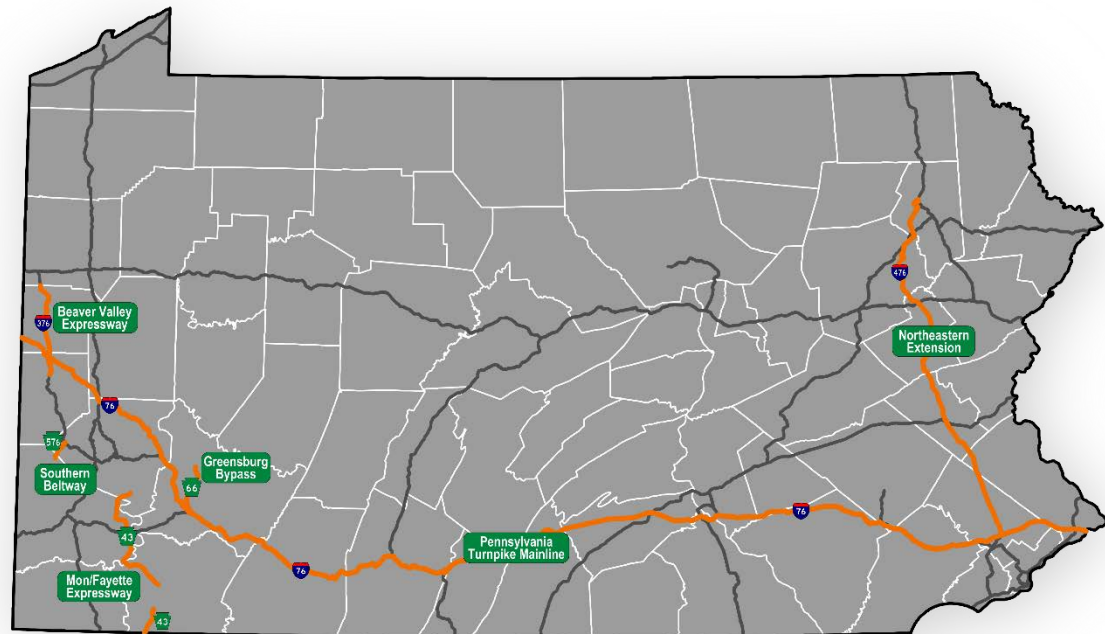 476
Beaver Valley
Expressway
376
Northeastern
Extension
76
576
Southern
Beltway
Greensburg
Bypass
66
76
43
Pennsylvania
Turnpike Mainline
76
Mon/Fayette
Expressway
43